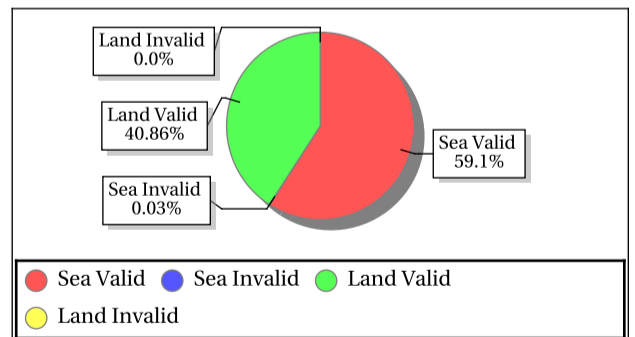 Land Invalid
0.0%
Land Valid
40.86%
Sea Valid
59.1%
Sea Invalid
0.03%
Sea Valid
Sea Invalid
Land Valid
Land Invalid